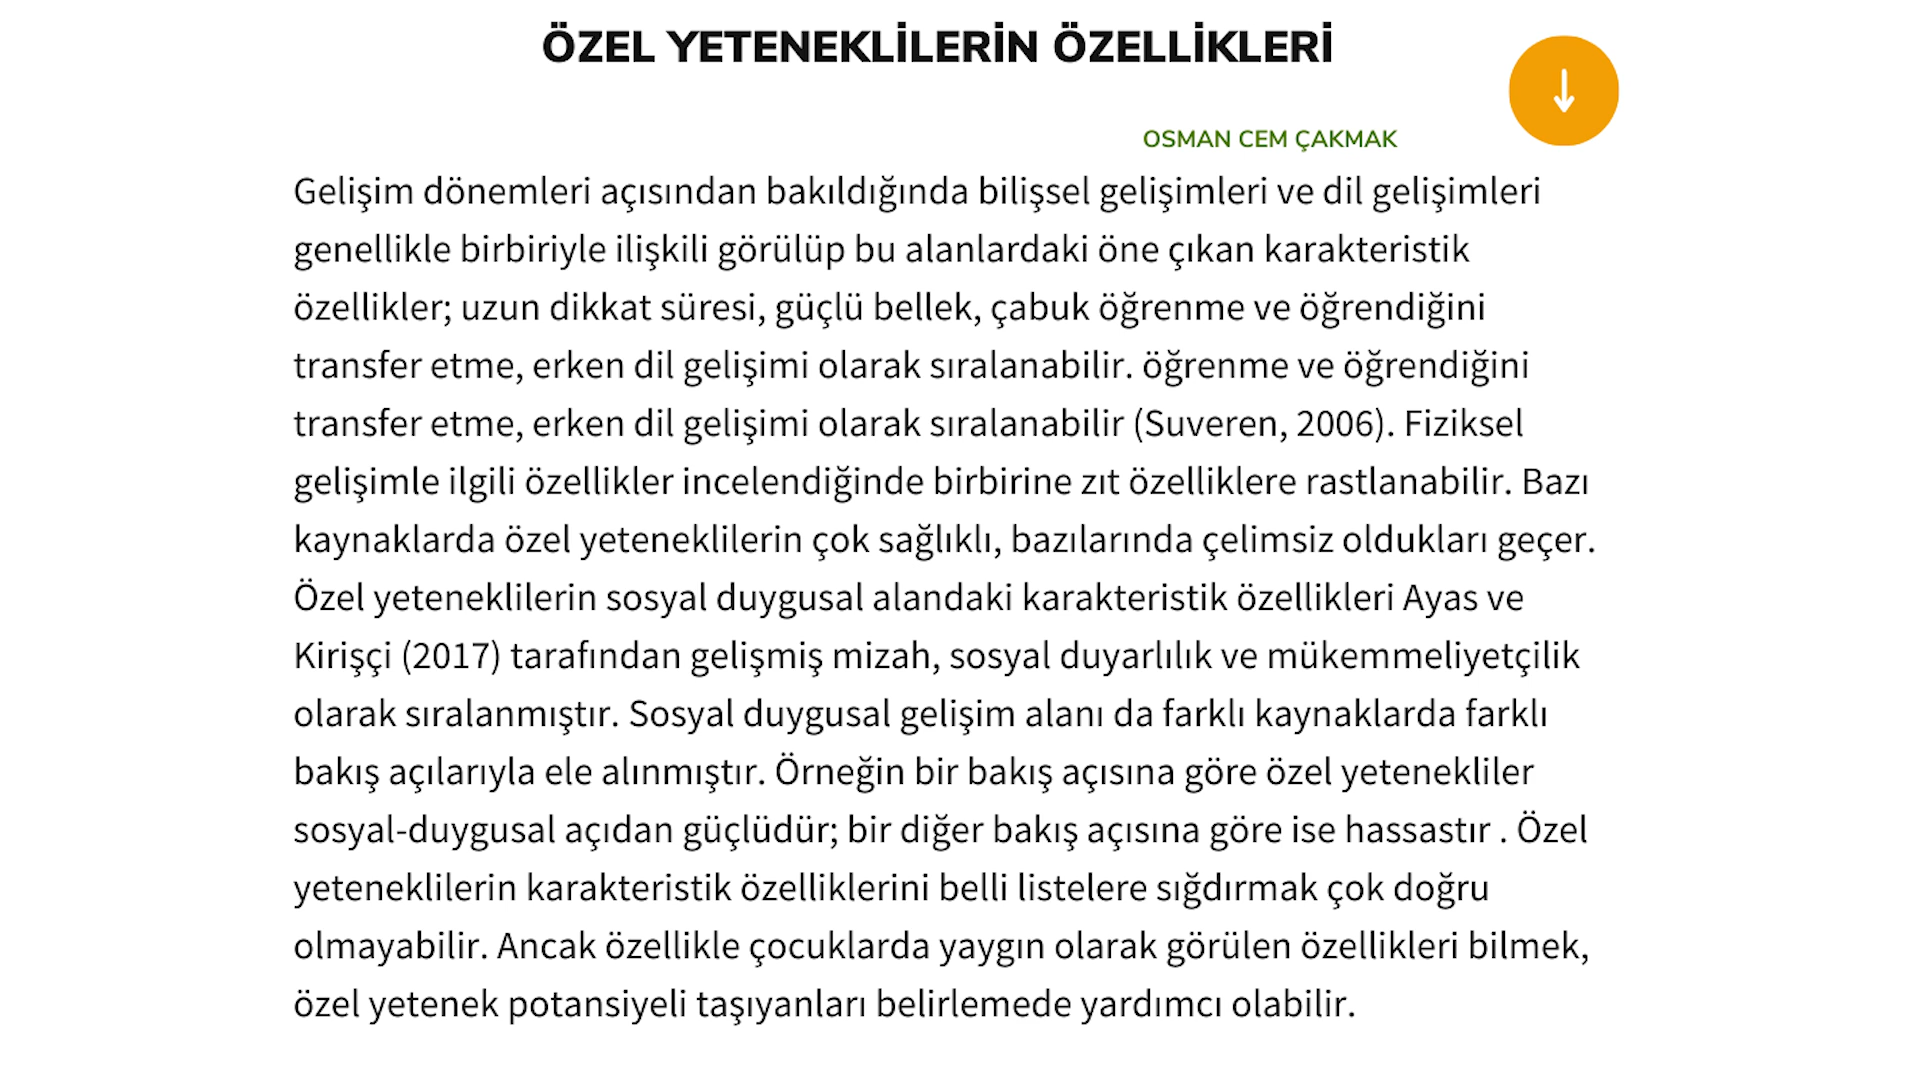 ÖZEL YETENEKLİLERİN ÖZELLİKLERİ
OSMAN CEM ÇAKMAK
Gelişim dönemleri açısından bakıldığında bilişsel gelişimleri ve dil gelişimleri
genellikle birbiriyle ilişkili görülüp bu alanlardaki öne çıkan karakteristik
özellikler; uzun dikkat süresi, güçlü bellek, çabuk öğrenme ve öğrendiğini
transfer etme, erken dil gelişimi olarak sıralanabilir. öğrenme ve öğrendiğini
transfer etme, erken dil gelişimi olarak sıralanabilir (Suveren, 2006). Fiziksel
gelişimle ilgili özellikler incelendiğinde birbirine zıt özelliklere rastlanabilir. Bazı
kaynaklarda özel yeteneklilerin çok sağlıklı, bazılarında çelimsiz oldukları geçer.
Özel yeteneklilerin sosyal duygusal alandaki karakteristik özellikleri Ayas ve
Kirişçi (2017) tarafından gelişmiş mizah, sosyal duyarlılık ve mükemmeliyetçilik
olarak sıralanmıştır. Sosyal duygusal gelişim alanı da farklı kaynaklarda farklı
bakış açılarıyla ele alınmıştır. Örneğin bir bakış açısına göre özel yetenekliler
sosyal-duygusal açıdan güçlüdür; bir diğer bakış açısına göre ise hassastır . Özel
yeteneklilerin karakteristik özelliklerini belli listelere sığdırmak çok doğru
olmayabilir. Ancak özellikle çocuklarda yaygın olarak görülen özellikleri bilmek,
özel yetenek potansiyeli taşıyanları belirlemede yardımcı olabilir.